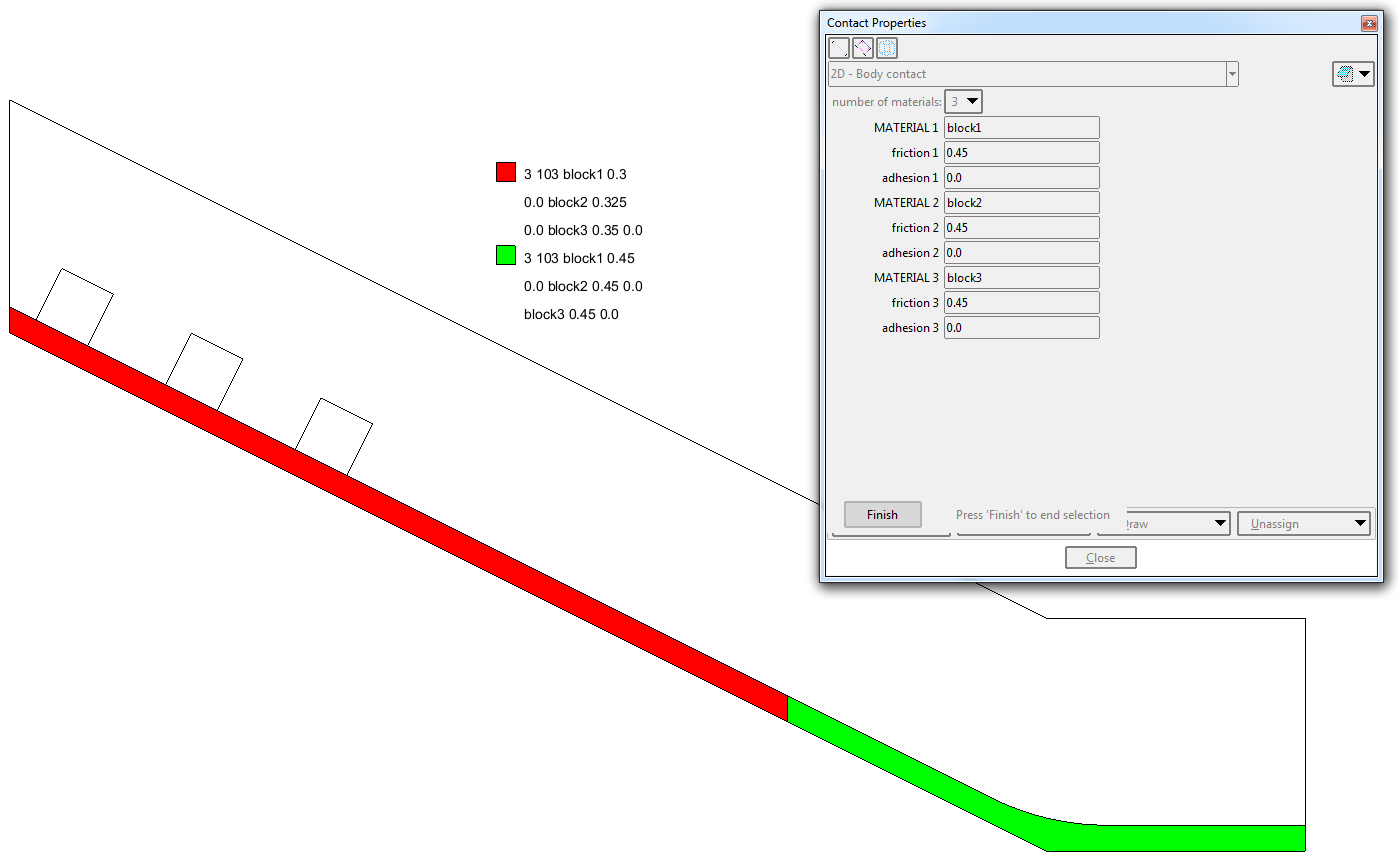 Contact Properties
2D - Body contact
number of materials: 3
MATERIAL 1 block1
friction 1 0.45
adhesion 1 0.0
MATERIAL 2 block2
friction 2 0.45
adhesion 2 0.0
MATERIAL 3 block3
friction 3 0.45
adhesion 3 0.0
Finish Press 'Finish' to end selection Unassign
Close
3 103 block1 0.3
0.0 block2 0.325
0.0 block3 0.35 0.0
3 103 block1 0.45
0.0 block2 0.45 0.0
block3 0.45 0.0